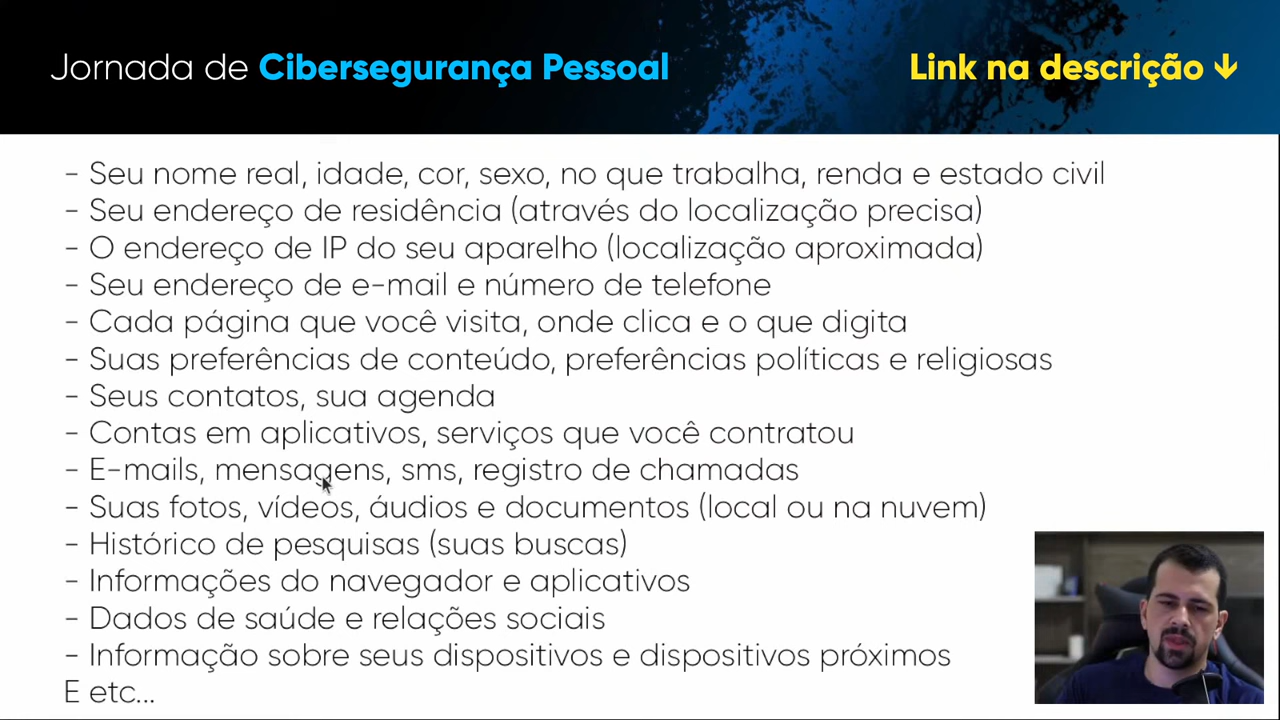 Jornada de Cibersegurança Pessoal
Link na descrição ↓
- Seu nome real, idade, cor, sexo, no que trabalha, renda e estado civil
- Seu endereço de residência (através do localização precisa)
- O endereço de IP do seu aparelho (localização aproximada)
- Seu endereço de e-mail e número de telefone
- Cada página que você visita, onde clica e o que digita
- Suas preferências de conteúdo, preferências políticas e religiosas
- Seus contatos, sua agenda
- Contas em aplicativos, serviços que você contratou
- E-mails, mensagens, sms, registro de chamadas
- Suas fotos, vídeos, áudios e documentos (local ou na nuvem)
- Histórico de pesquisas (suas buscas)
- Informações do navegador e aplicativos
- Dados de saúde e relações sociais
- Informação sobre seus dispositivos e dispositivos próximos
E etc...